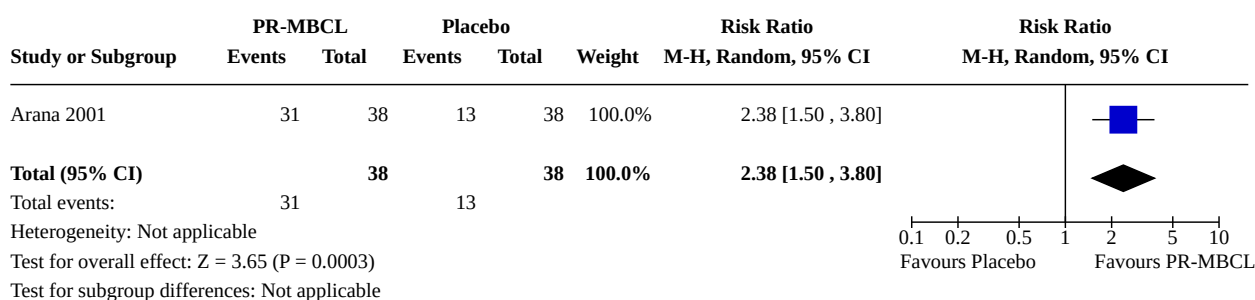 PR-MBCL Placebo Risk Ratio Risk Ratio
Study or Subgroup Events Total Events Total Weight M-H, Random, 95% CI M-H, Random, 95% CI
Arana 2001 31 38 13 38 100.0% 2.38 [1.50 , 3.80]
Total (95% CI) 38 38 100.0% 2.38 [1.50 , 3.80]
Total events: 31 13
Heterogeneity: Not applicable 0.1 0.2 0.5 1 2 5 10
Test for overall effect: Z = 3.65 (P = 0.0003) Favours Placebo Favours PR-MBCL
Test for subgroup differences: Not applicable